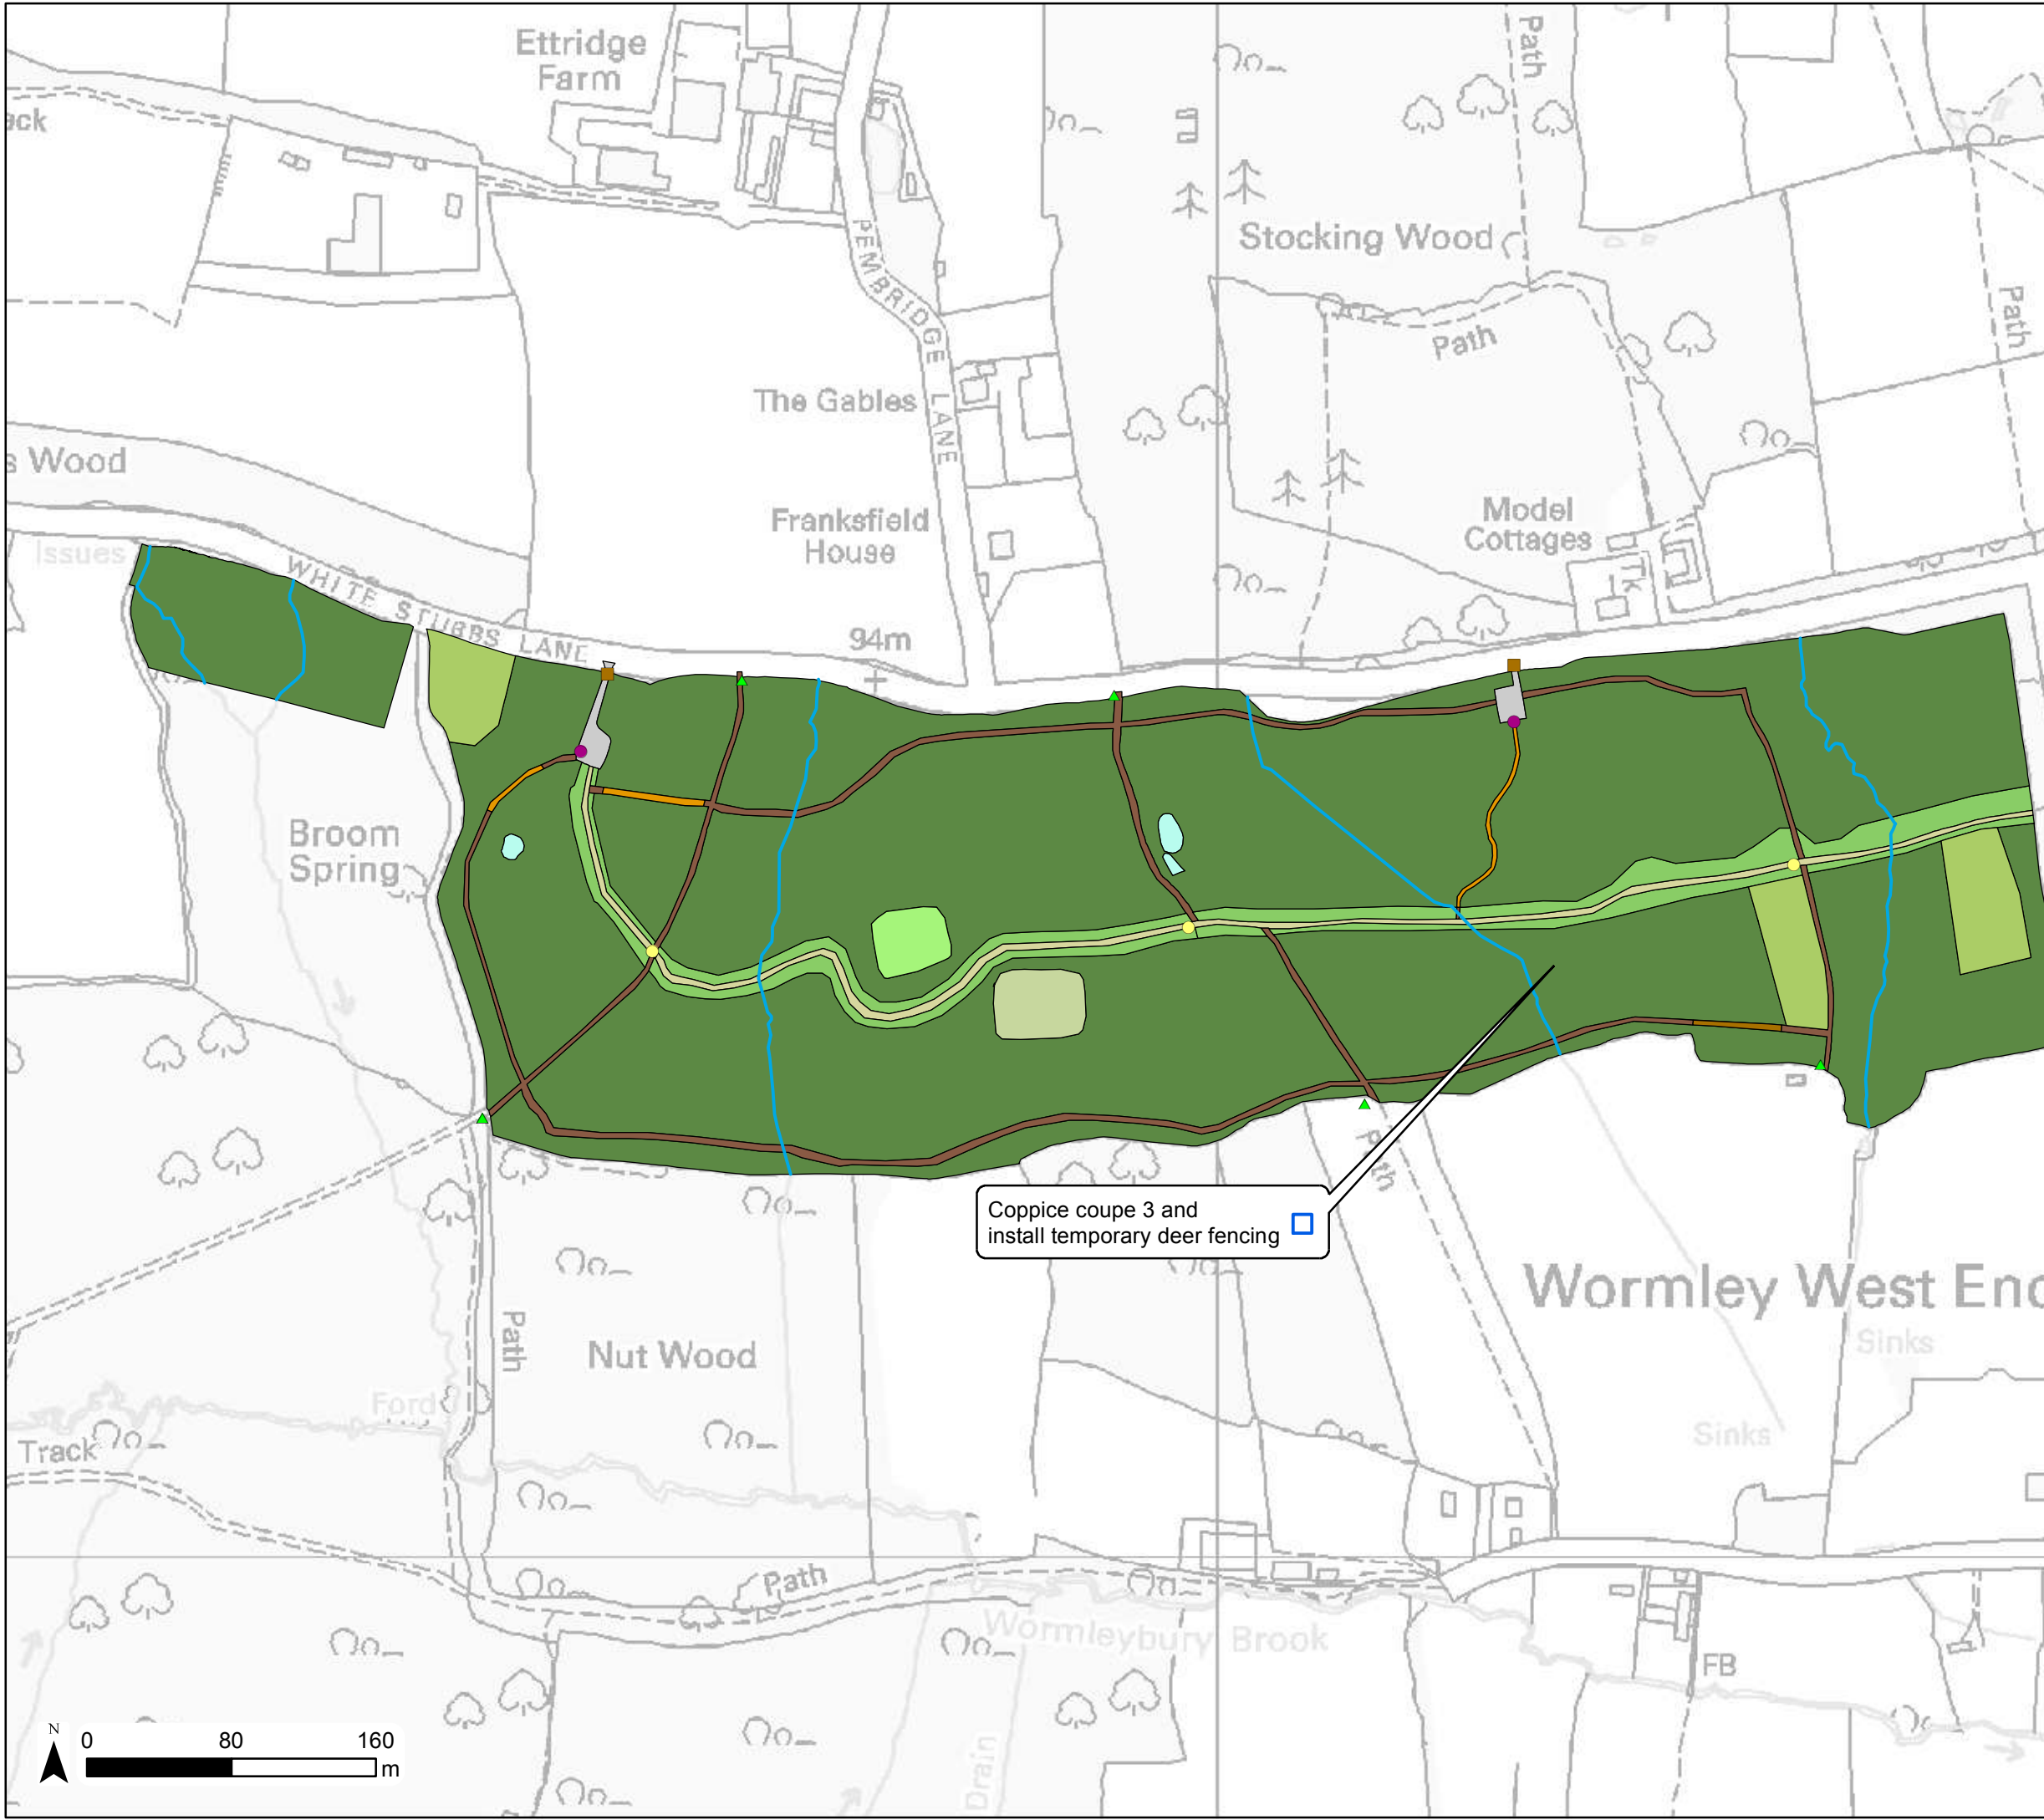 Ettridge
Farm
Path
ack
PEMBRIDGE LANE
Stocking Wood
Path
Path
The Gables
s Wood
Franksfield
House
Model
Cottages
Issues
WHITE STUBBS LANE
Tk
94m
Broom
Spring
Path
Coppice coupe 3 and
install temporary deer fencing
Wormley West End
Path
Nut Wood
Sinks
Ford
Sinks
Track
Path
Wormleybury Brook
FB
Drain
N
0 80 160
m